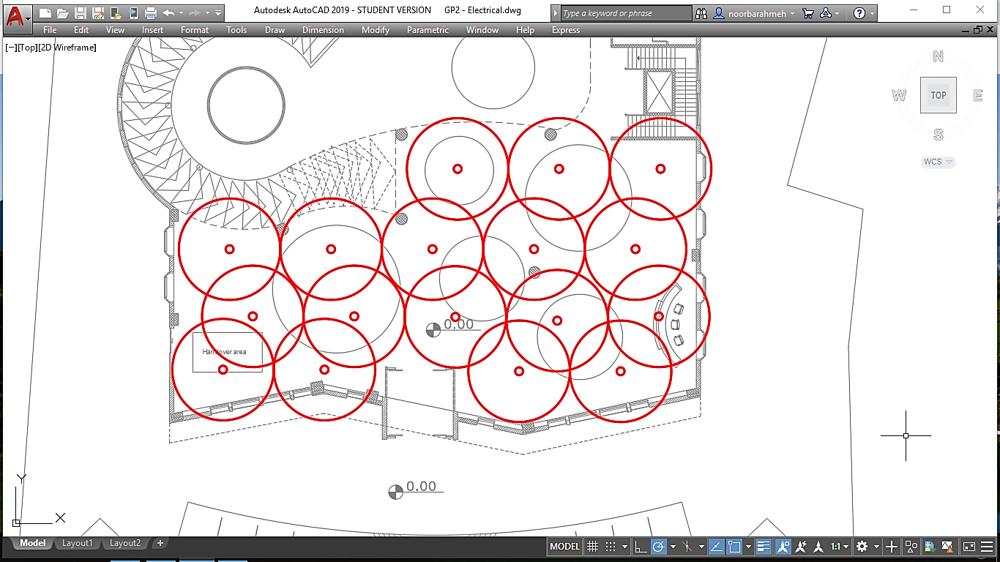 Autodesk AutoCAD 2019 - STUDENT VERSION GP2 - Electrical.dwg
Type a keyword or phrase
noorbarahmeh
File Edit View Insert Format Tools Draw Dimension Modify Parametric Window Help Express
[−][Top][2D Wireframe]
N
W TOP E
S
WCS
0.00
Handover area
0.00
Y
X
Model Layout1 Layout2 +
MODEL 1:1